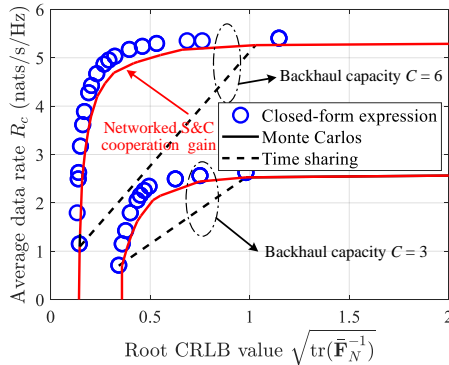 Average data rate $R_c$ (nats/s/Hz)
6
5
4
3
2
1
0
Backhaul capacity $C = 6$
Networked S&C
cooperation gain
Closed-form expression
Monte Carlos
Time sharing
Backhaul capacity $C = 3$
0 0.5 1 1.5 2
Root CRLB value $\sqrt{\mathrm{tr}(\bar{\mathbf{F}}_N^{-1})}$